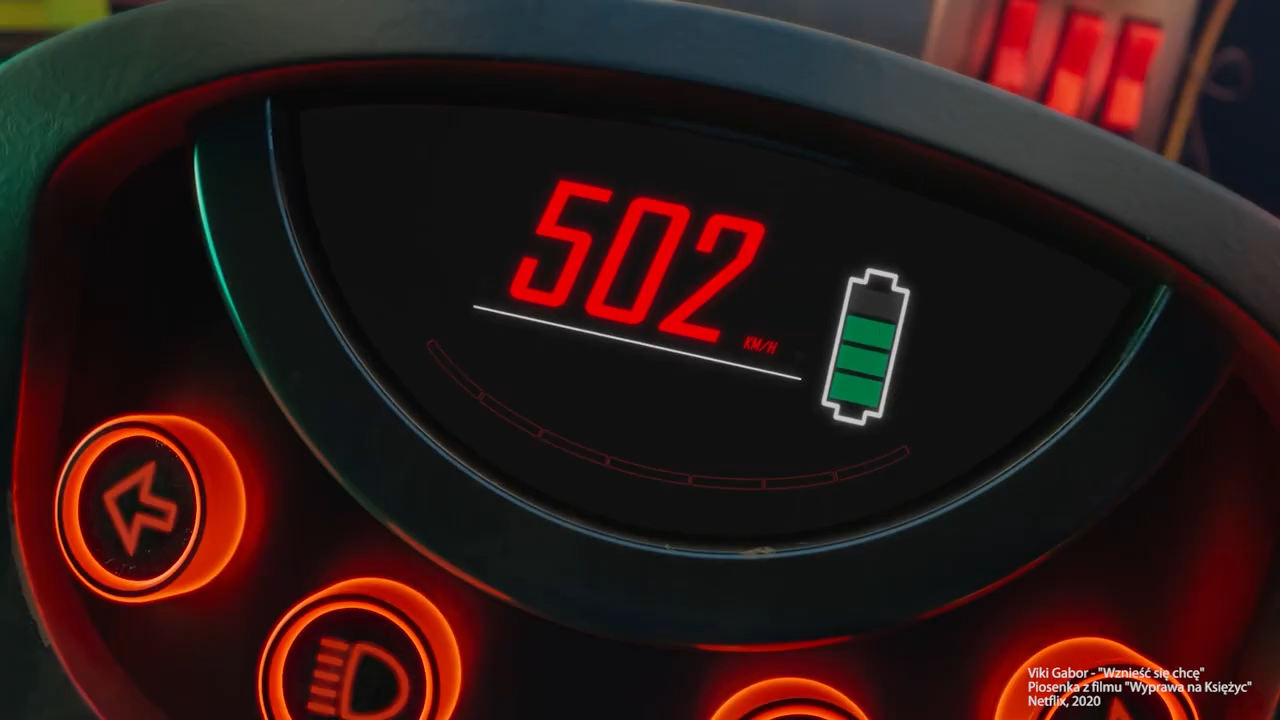 502
KM/H
Viki Gabor - "Wznieść się chcę"
Piosenka z filmu "Wyprawa na Księżyc"
Netflix, 2020